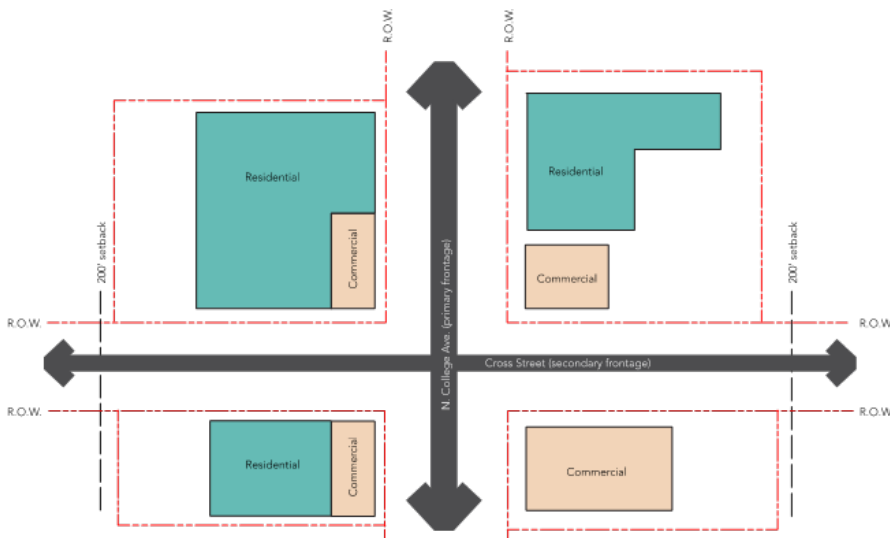 R.O.W.
R.O.W.
Residential
Residential
Commercial
Commercial
200' setback
200' setback
N. College Ave. (primary frontage)
R.O.W.
R.O.W.
Cross Street (secondary frontage)
R.O.W.
R.O.W.
Residential
Commercial
Commercial